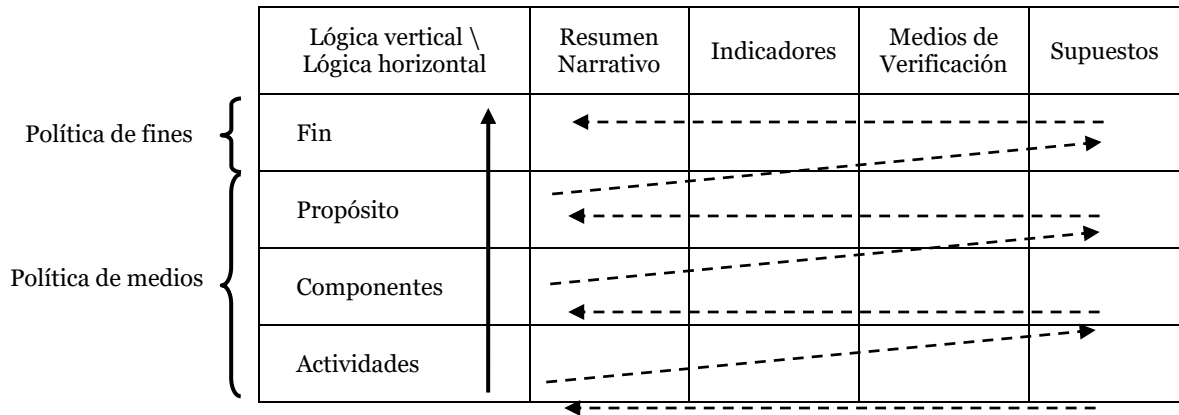 Lógica vertical \
Lógica horizontal
Resumen
Narrativo
Indicadores
Medios de
Verificación
Supuestos
Política de fines
Fin
Propósito
Política de medios
Componentes
Actividades